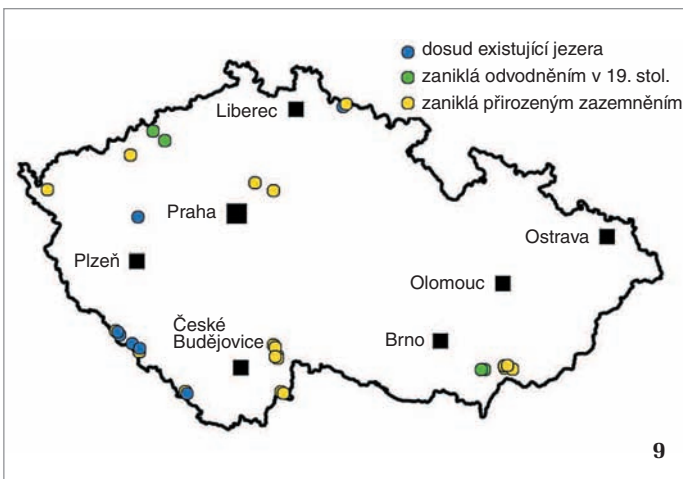 dosud existující jezera
zaniklá odvodněním v 19. stol.
zaniklá přirozeným zazemněním
Liberec
Praha
Ostrava
Plzeň
Olomouc
České
Budějovice
Brno
9